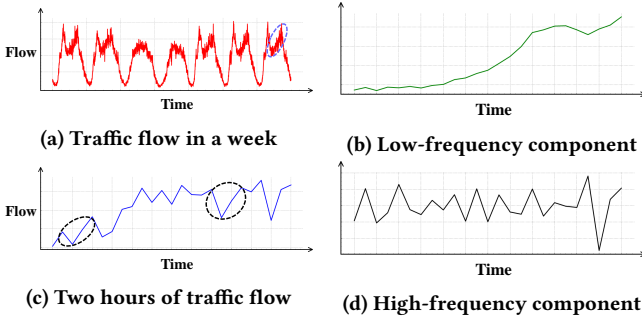 Flow
Time
(a) Traffic flow in a week
Time
(b) Low-frequency component
Flow
Time
(c) Two hours of traffic flow
Time
(d) High-frequency component